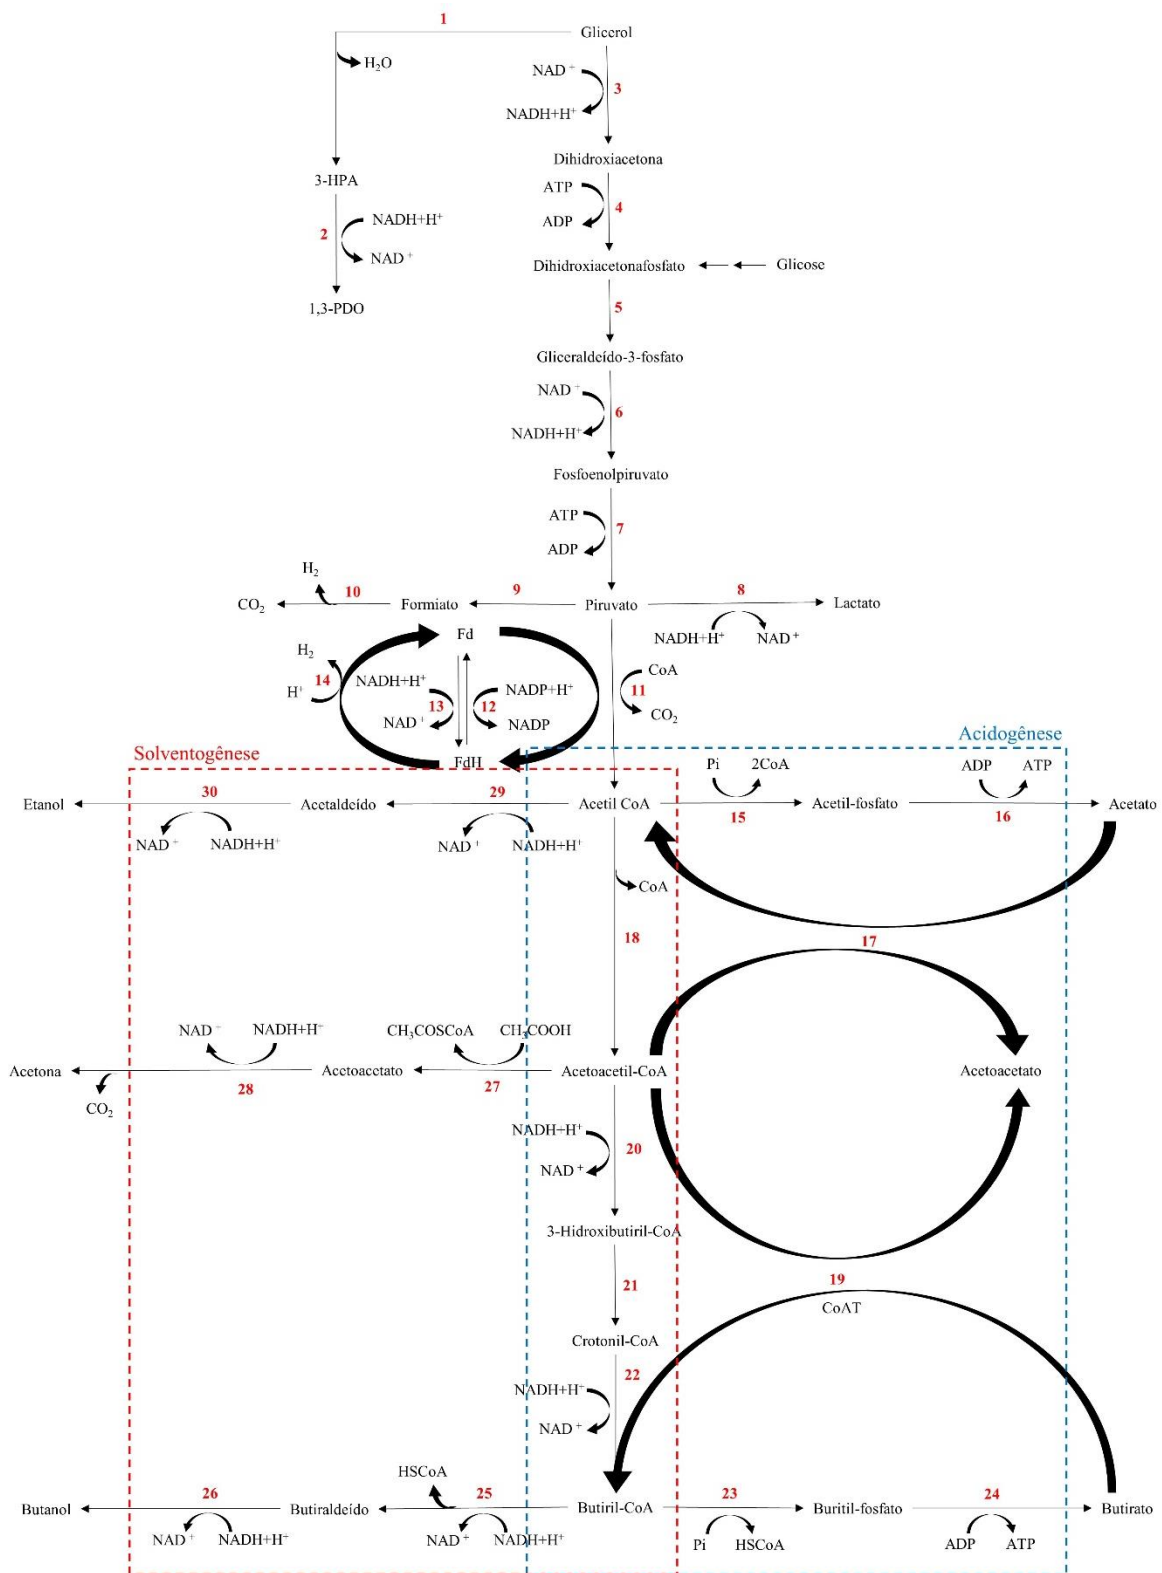 1
Glicerol
H₂O
NAD⁺
3
NADH+H⁺
Dihidroxiacetona
3-HPA
ATP
4
ADP
2
NADH+H⁺
NAD⁺
Dihidroxiacetonafosfato
Glicose
1,3-PDO
5
Gliceraldeído-3-fosfato
NAD⁺
6
NADH+H⁺
Fosfoenolpiruvato
ATP
7
ADP
H₂
10
9
8
CO₂
Formiato
Piruvato
Lactato
NADH+H⁺
NAD⁺
Fd
H₂
14
H⁺
NADH+H⁺
NADP+H⁺
CoA
13
12
11
NAD⁺
NADP
CO₂
FdH
Solventogênese
Acidogênese
Pi
2CoA
ADP
ATP
Etanol
30
Acetaldeído
29
Acetil CoA
15
Acetil-fosfato
16
Acetato
NAD⁺
NADH+H⁺
NAD⁺
NADH+H⁺
CoA
18
17
NAD⁻
NADH+H⁺
CH₃COSCoA
CH₃COOH
Acetona
Acetoacetato
Acetoacetil-CoA
Acetoacetato
28
27
CO₂
NADH+H⁺
20
NAD⁺
3-Hidroxibutiril-CoA
21
19
CoAT
Crotonil-CoA
22
NADH+H⁺
NAD⁺
HSCoA
26
25
23
24
Butanol
Butiraldeído
Butiril-CoA
Buritil-fosfato
Butirato
NAD⁺
NADH+H⁺
NAD⁺
NADH+H⁺
Pi
HSCoA
ADP
ATP